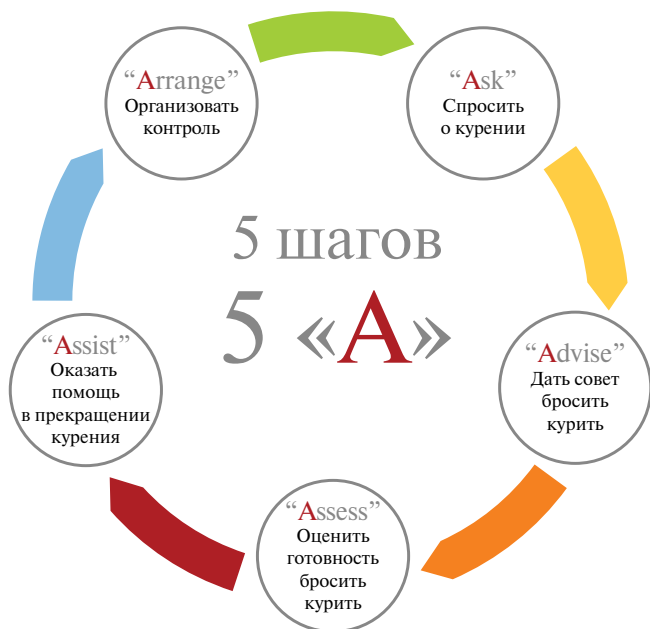 “Arrange”
Организовать
контроль
“Ask”
Спросить
о курении
5 шагов
5 «А»
“Assist”
Оказать
помощь
в прекращении
курения
“Advise”
Дать совет
бросить
курить
“Assess”
Оценить
готовность
бросить
курить